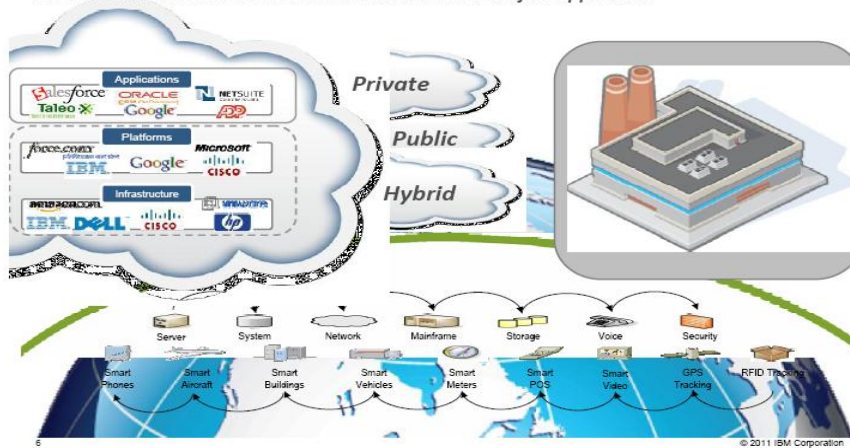 Applications
Salesforce ORACLE NETSUITE
Taleo Google ADP
Private
Platforms
force.com Microsoft
IBM Google CISCO
Public
Infrastructure
amazon.com vmware
IBM DELL CISCO hp
Hybrid
Server System Network Mainframe Storage Voice Security
Smart Phones
Smart Aircraft
Smart Buildings
Smart Vehicles
Smart Meters
Smart POS
Smart Video
GPS Tracking
RFID Tracking
6
© 2011 IBM Corporation